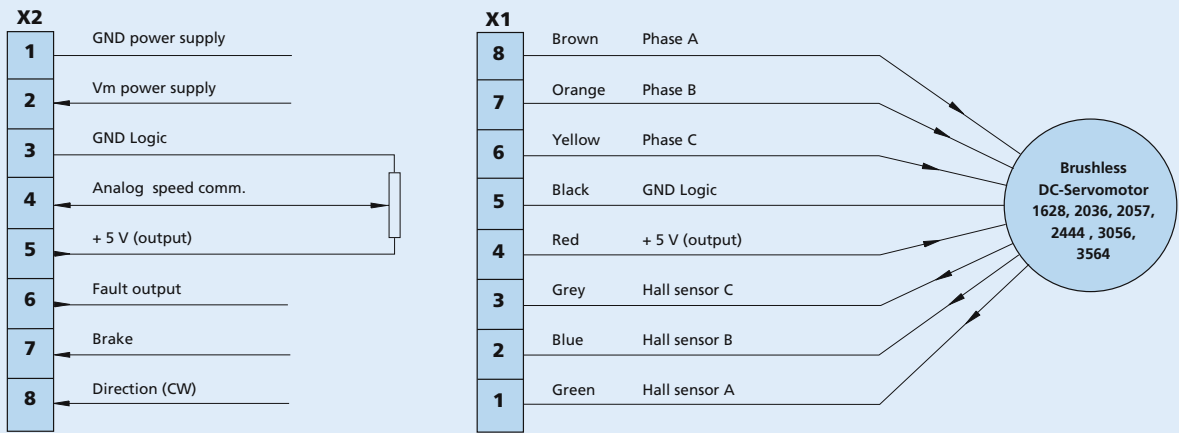 X2
1 GND power supply
2 Vm power supply
3 GND Logic
4 Analog speed comm.
5 + 5 V (output)
6 Fault output
7 Brake
8 Direction (CW)
X1
8 Brown Phase A
7 Orange Phase B
6 Yellow Phase C
5 Black GND Logic
4 Red + 5 V (output)
3 Grey Hall sensor C
2 Blue Hall sensor B
1 Green Hall sensor A
Brushless
DC-Servomotor
1628, 2036, 2057,
2444 , 3056,
3564